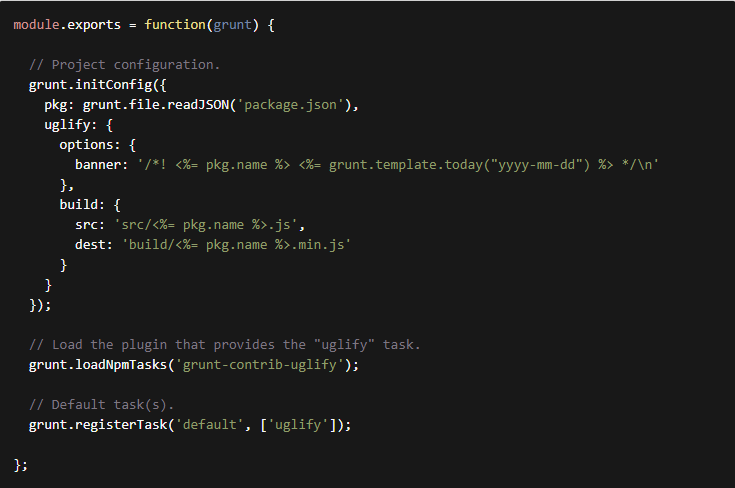 module.exports = function(grunt) {
// Project configuration.
grunt.initConfig({
pkg: grunt.file.readJSON('package.json'),
uglify: {
options: {
banner: '/*! <%= pkg.name %> <%= grunt.template.today("yyyy-mm-dd") %> */\n'
},
build: {
src: 'src/<%= pkg.name %>.js',
dest: 'build/<%= pkg.name %>.min.js'
}
}
});
// Load the plugin that provides the "uglify" task.
grunt.loadNpmTasks('grunt-contrib-uglify');
// Default task(s).
grunt.registerTask('default', ['uglify']);
};